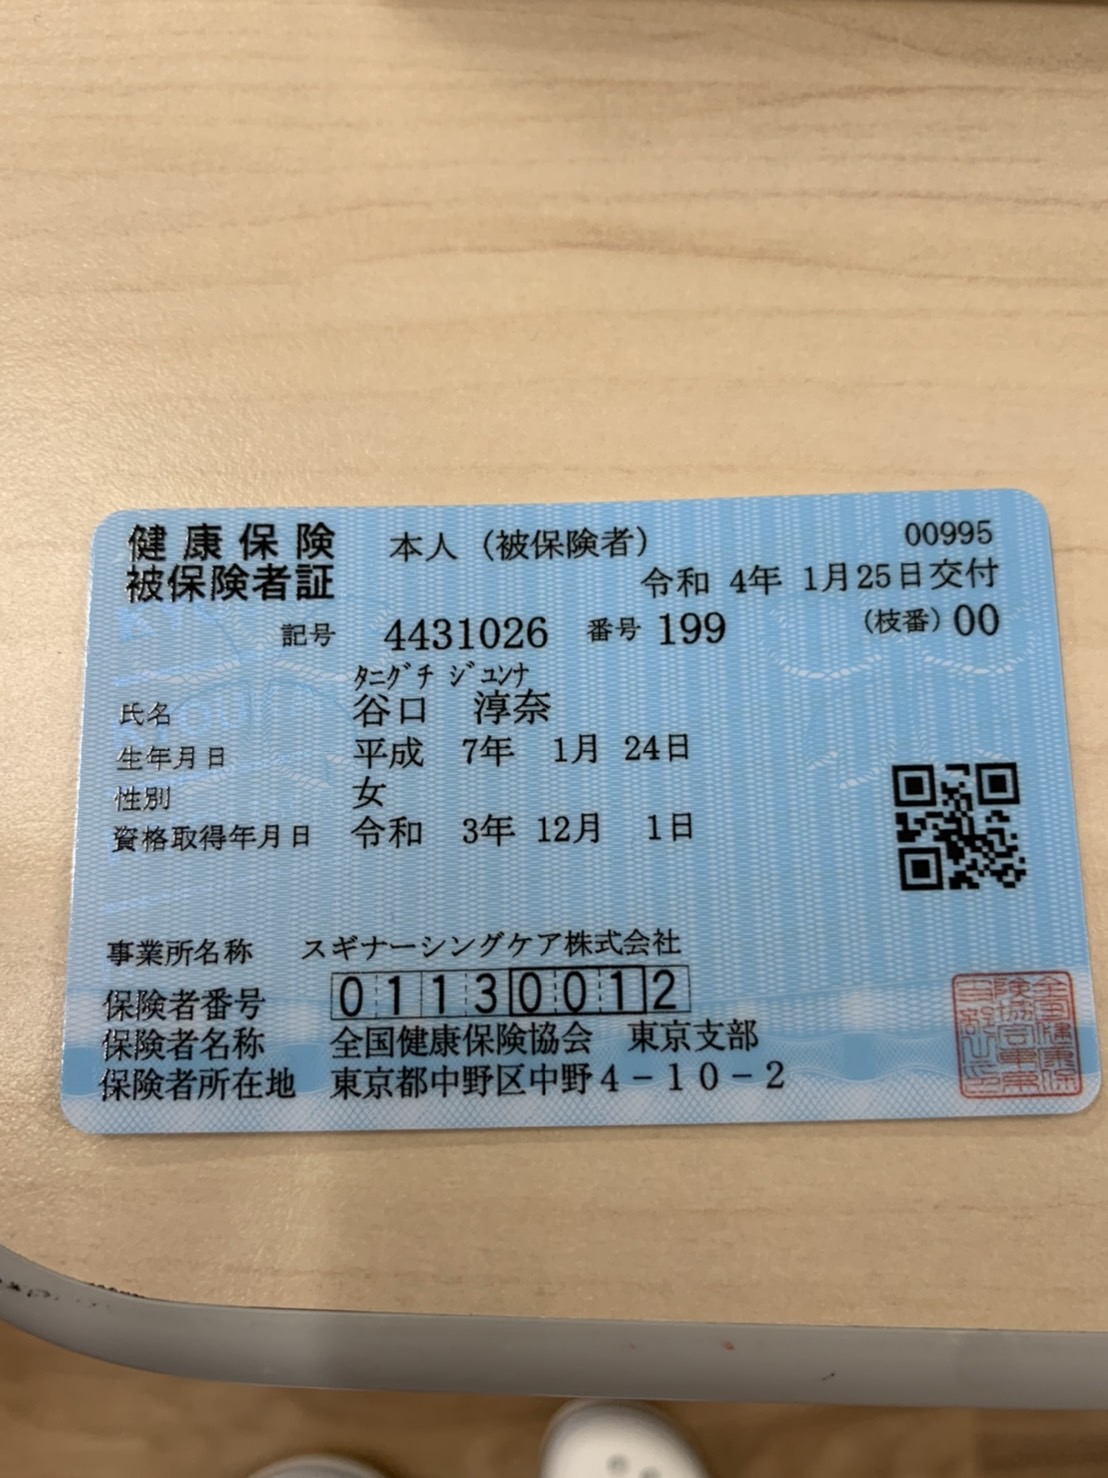 健康保険 本人（被保険者） 00995
被保険者証 令和 4年 1月25日交付
記号 4431026 番号 199 (枝番) 00
ﾀﾆｸﾞﾁ ｼﾞﾕﾝﾅ
氏名 谷口 淳奈
生年月日 平成 7年 1月 24日
性別 女
資格取得年月日 令和 3年 12月 1日
事業所名称 スギナーシングケア株式会社
保険者番号 01130012
保険者名称 全国健康保険協会 東京支部
保険者所在地 東京都中野区中野4－10－2